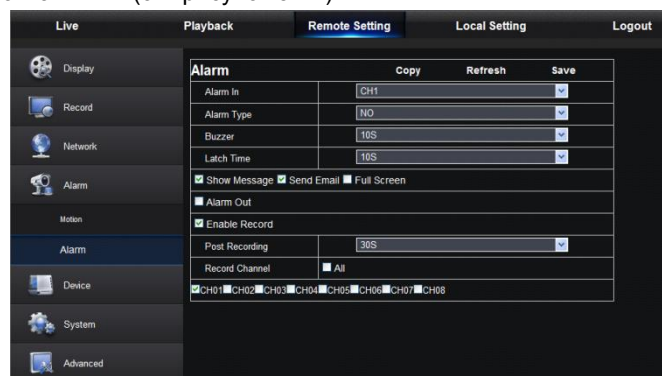 Live Playback Remote Setting Local Setting Logout
Display
Record
Network
Alarm
Motion
Alarm
Device
System
Advanced
Alarm Copy Refresh Save
Alarm In CH1
Alarm Type NO
Buzzer 10S
Latch Time 10S
Show Message Send Email Full Screen
Alarm Out
Enable Record
Post Recording 30S
Record Channel All
CH01 CH02 CH03 CH04 CH05 CH06 CH07 CH08